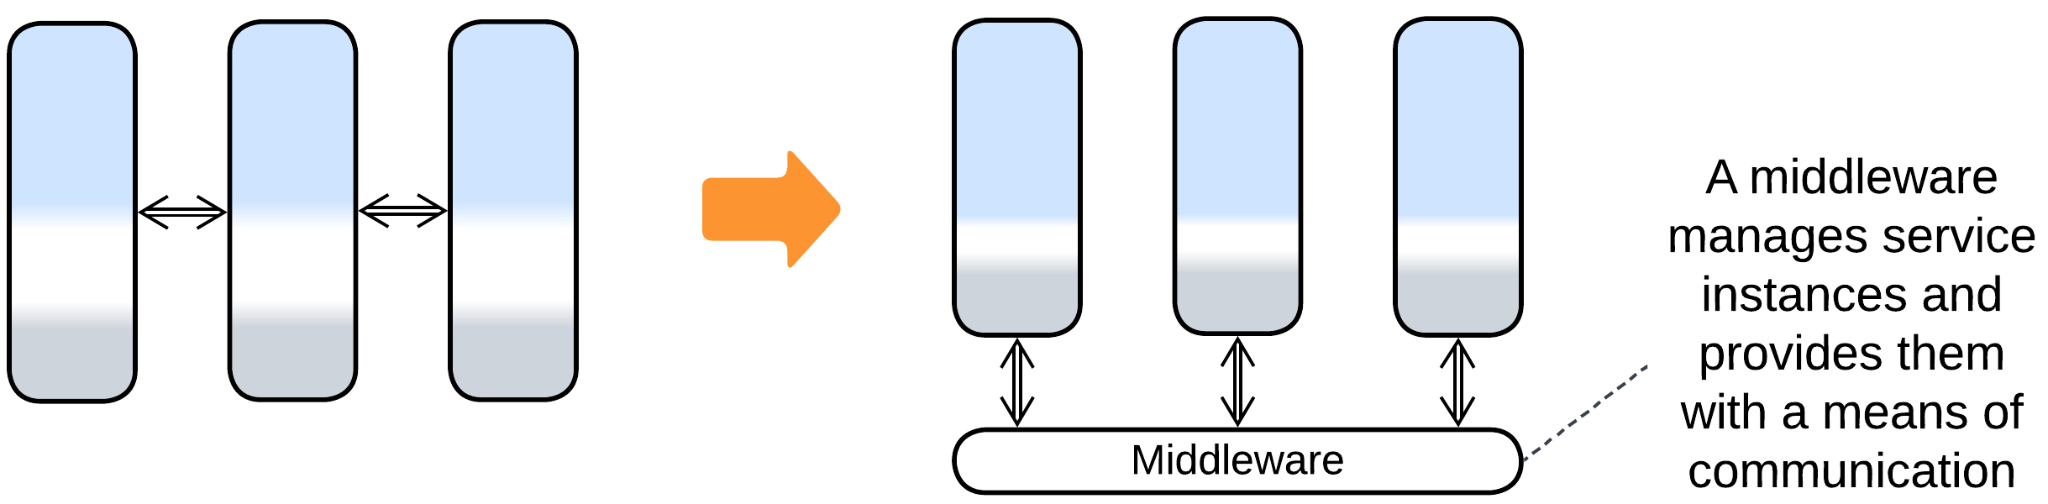 A middleware
manages service
instances and
provides them
with a means of
communication
Middleware